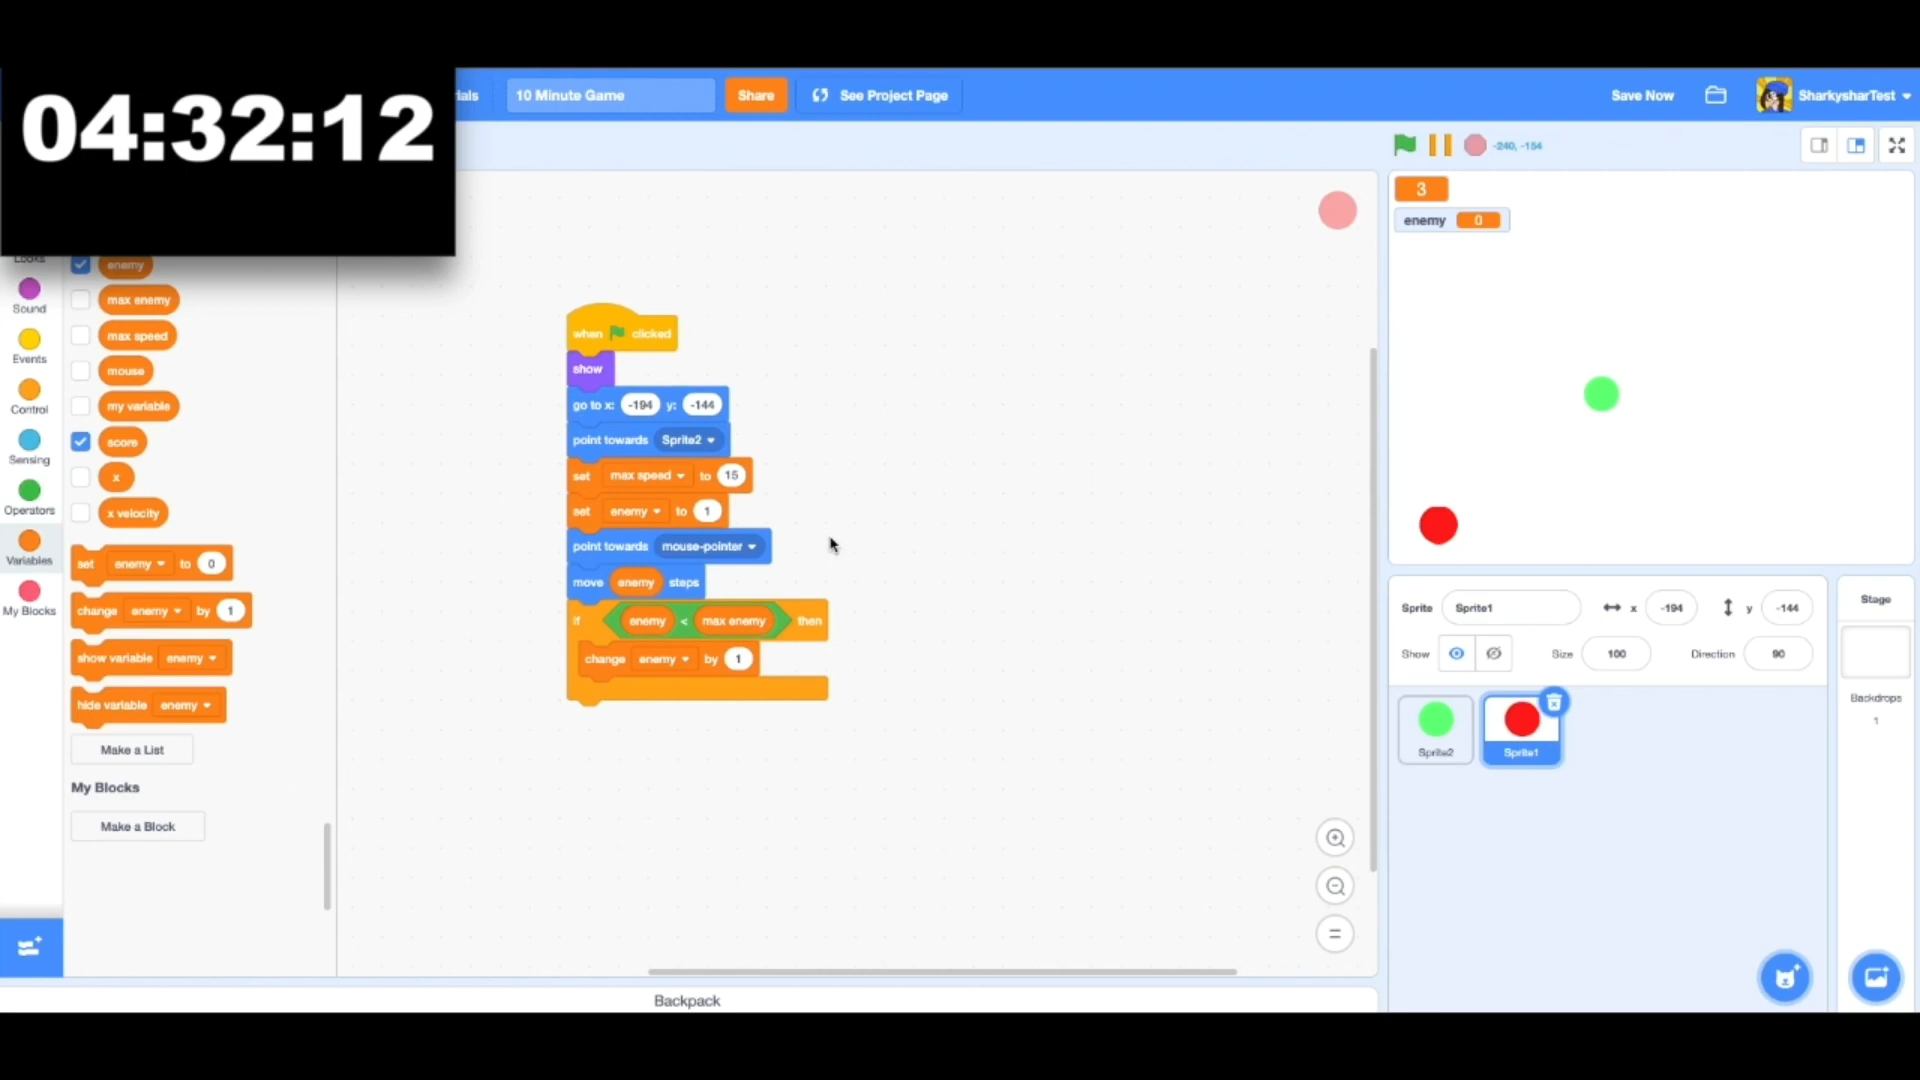 04:32:12
ials
10 Minute Game
Share
See Project Page
Save Now
SharkysharTest
-240, -154
3
enemy 0
Looks
Sound
Events
Control
Sensing
Operators
Variables
My Blocks
enemy
max enemy
max speed
mouse
my variable
score
x
x velocity
set enemy to 0
change enemy by 1
show variable enemy
hide variable enemy
Make a List
My Blocks
Make a Block
when clicked
show
go to x: -194 y: -144
point towards Sprite2
set max speed to 15
set enemy to 1
point towards mouse-pointer
move enemy steps
if enemy < max enemy then
change enemy by 1
Backpack
Sprite Sprite1 x -194 y -144
Show Size 100 Direction 90
Sprite2
Sprite1
Stage
Backdrops
1